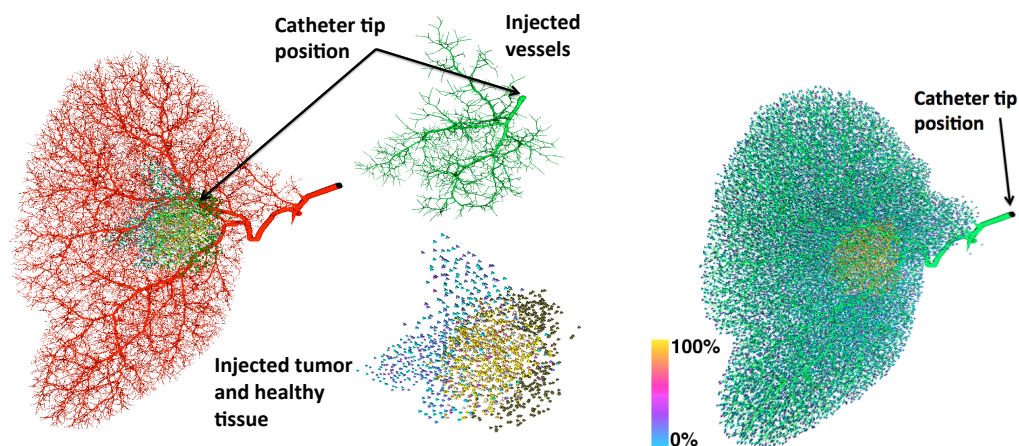 Catheter tip
position
Injected
vessels
Injected tumor
and healthy
tissue
Catheter tip
position
100%
0%